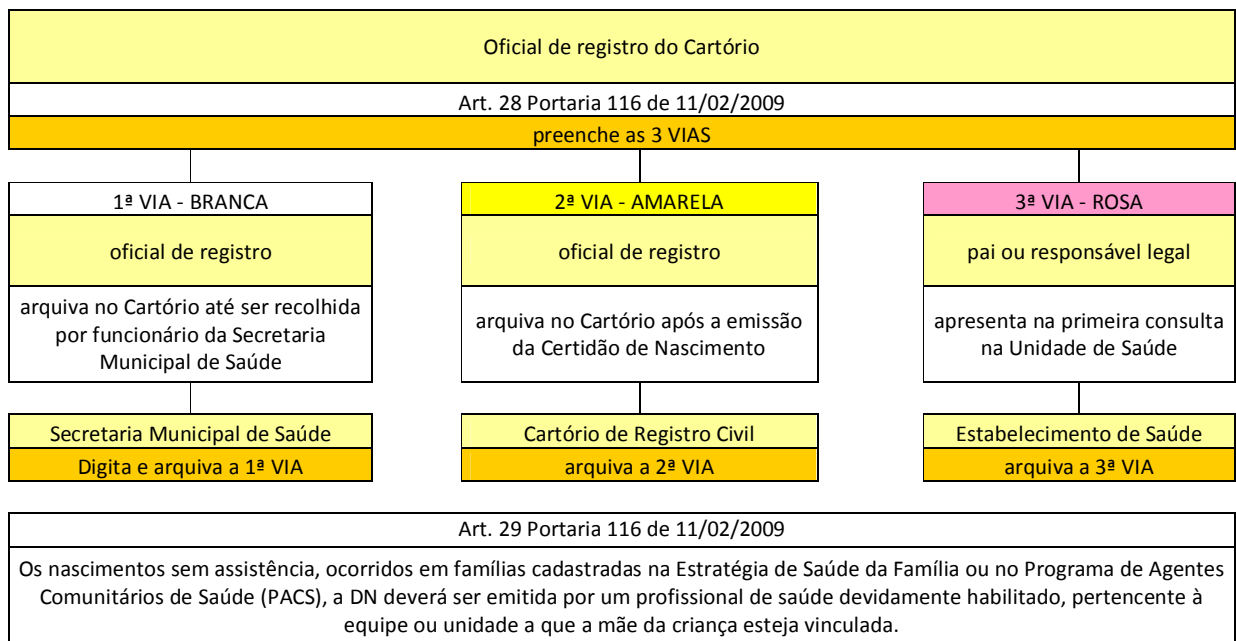 Oficial de registro do Cartório
Art. 28 Portaria 116 de 11/02/2009
preenche as 3 VIAS
1ª VIA - BRANCA
oficial de registro
arquiva no Cartório até ser recolhida
por funcionário da Secretaria
Municipal de Saúde
Secretaria Municipal de Saúde
Digita e arquiva a 1ª VIA
2ª VIA - AMARELA
oficial de registro
arquiva no Cartório após a emissão
da Certidão de Nascimento
Cartório de Registro Civil
arquiva a 2ª VIA
3ª VIA - ROSA
pai ou responsável legal
apresenta na primeira consulta
na Unidade de Saúde
Estabelecimento de Saúde
arquiva a 3ª VIA
Art. 29 Portaria 116 de 11/02/2009
Os nascimentos sem assistência, ocorridos em famílias cadastradas na Estratégia de Saúde da Família ou no Programa de Agentes
Comunitários de Saúde (PACS), a DN deverá ser emitida por um profissional de saúde devidamente habilitado, pertencente à
equipe ou unidade a que a mãe da criança esteja vinculada.